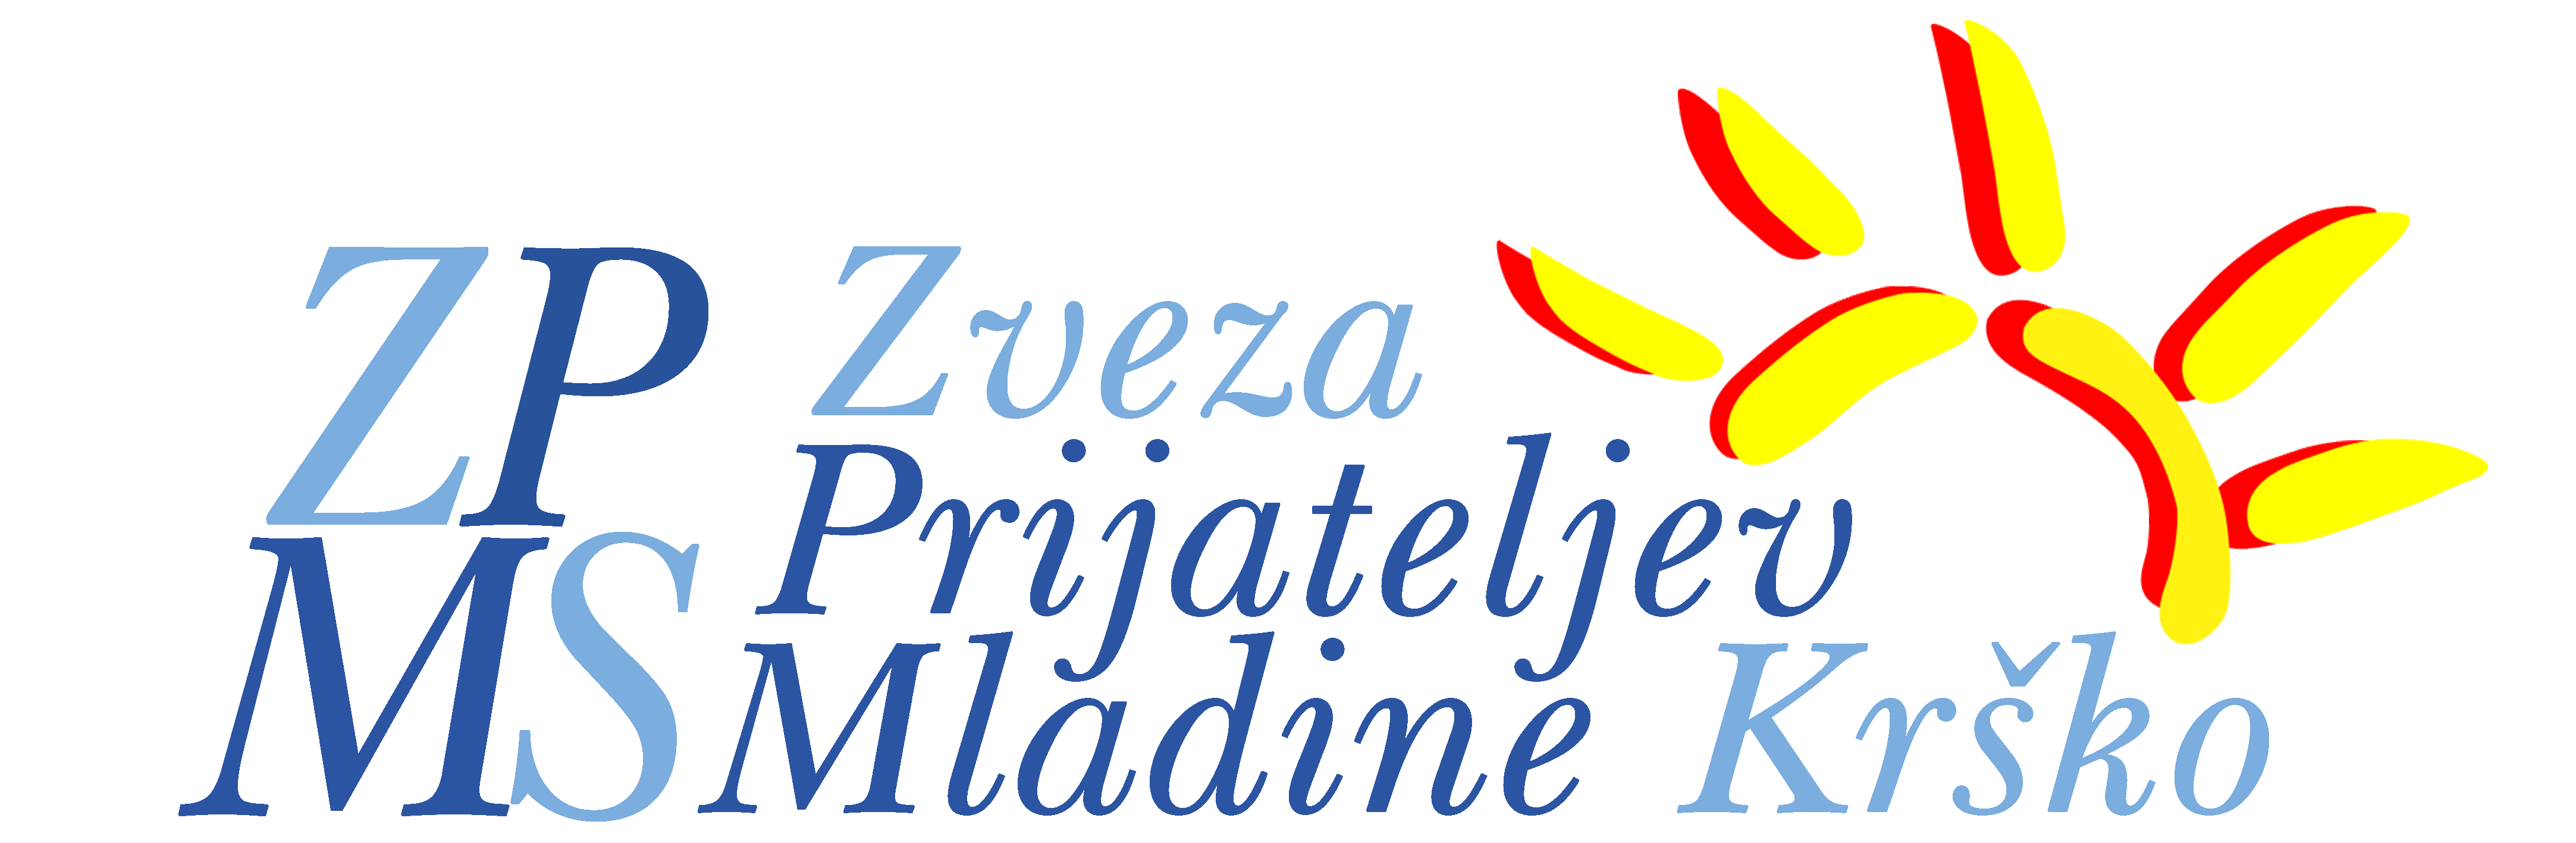 ZP
MS
Zveza
Prijateljev
Mladine Krško